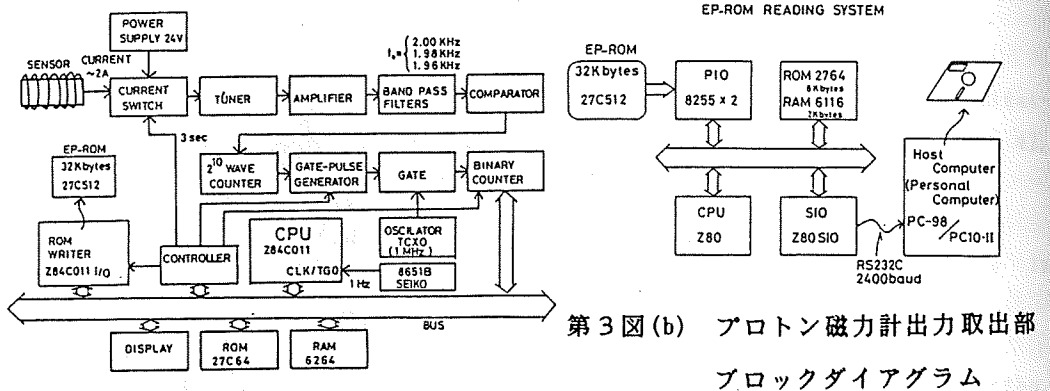 POWER
SUPPLY 24V
SENSOR
CURRENT
~2A
CURRENT
SWITCH
TUNER
AMPLIFIER
f₀=
2.00 KHz
1.98 KHz
1.96 KHz
BAND PASS
FILTERS
COMPARATOR
3 sec
EP-ROM
32Kbytes
27C512
2¹⁰ WAVE
COUNTER
GATE-PULSE
GENERATOR
GATE
BINARY
COUNTER
ROM
WRITER
Z84C011 I/O
CONTROLLER
CPU
Z84C011
CLK/TG0
OSCILATOR
TCXO
(1 MHz)
1 Hz
8651B
SEIKO
BUS
DISPLAY
ROM
27C64
RAM
6264
EP-ROM READING SYSTEM
EP-ROM
32Kbytes
27C512
PIO
8255 x 2
ROM 2764
8Kbytes
RAM 6116
2Kbytes
CPU
Z80
SIO
Z80 SIO
RS232C
2400baud
Host
Computer
(Personal
Computer)
PC-98
/PC10-II
第3図(b) プロトン磁力計出力取出部
ブロックダイアグラム